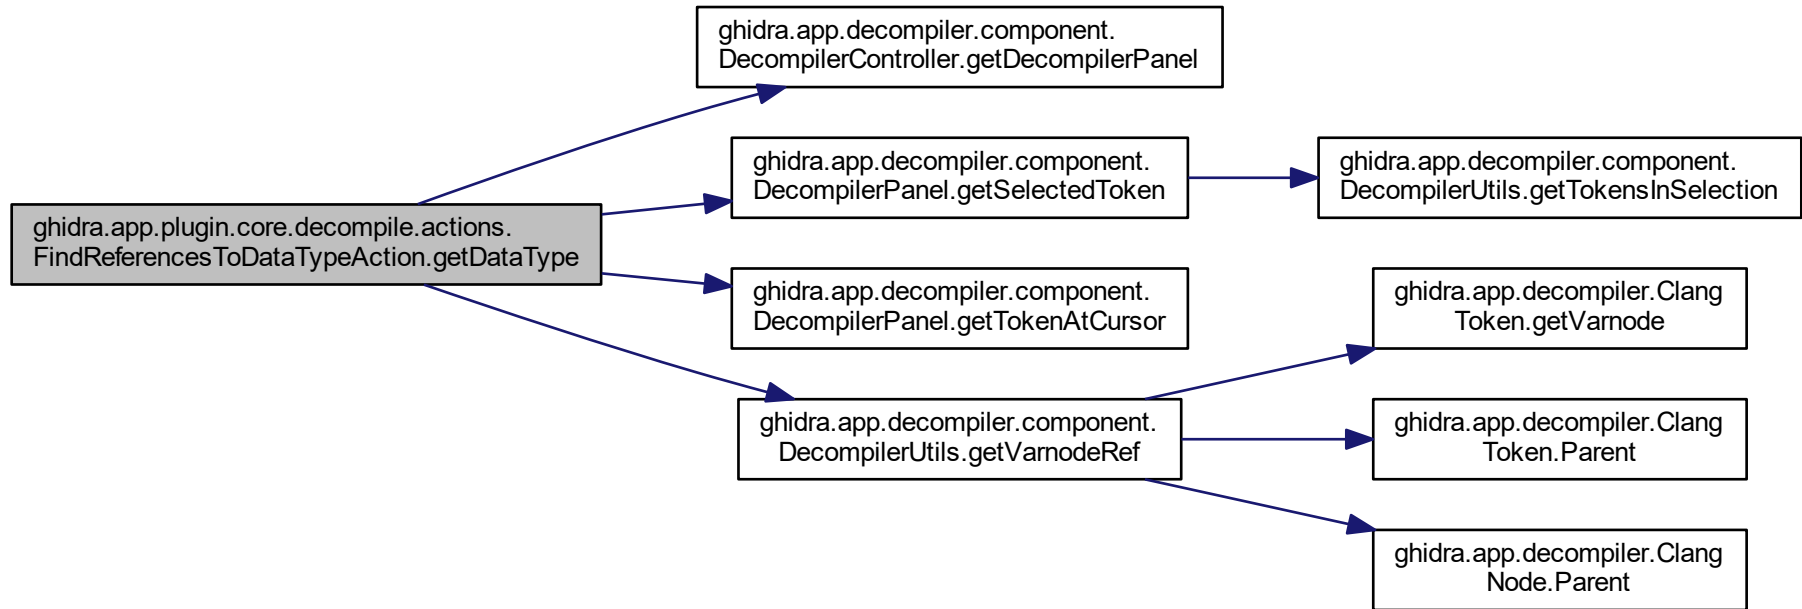 ghidra.app.decompiler.component.
DecompilerController.getDecompilerPanel
ghidra.app.decompiler.component.
DecompilerPanel.getSelectedToken
ghidra.app.decompiler.component.
DecompilerUtils.getTokensInSelection
ghidra.app.plugin.core.decompile.actions.
FindReferencesToDataTypeAction.getDataType
ghidra.app.decompiler.component.
DecompilerPanel.getTokenAtCursor
ghidra.app.decompiler.Clang
Token.getVarnode
ghidra.app.decompiler.component.
DecompilerUtils.getVarnodeRef
ghidra.app.decompiler.Clang
Token.Parent
ghidra.app.decompiler.Clang
Node.Parent